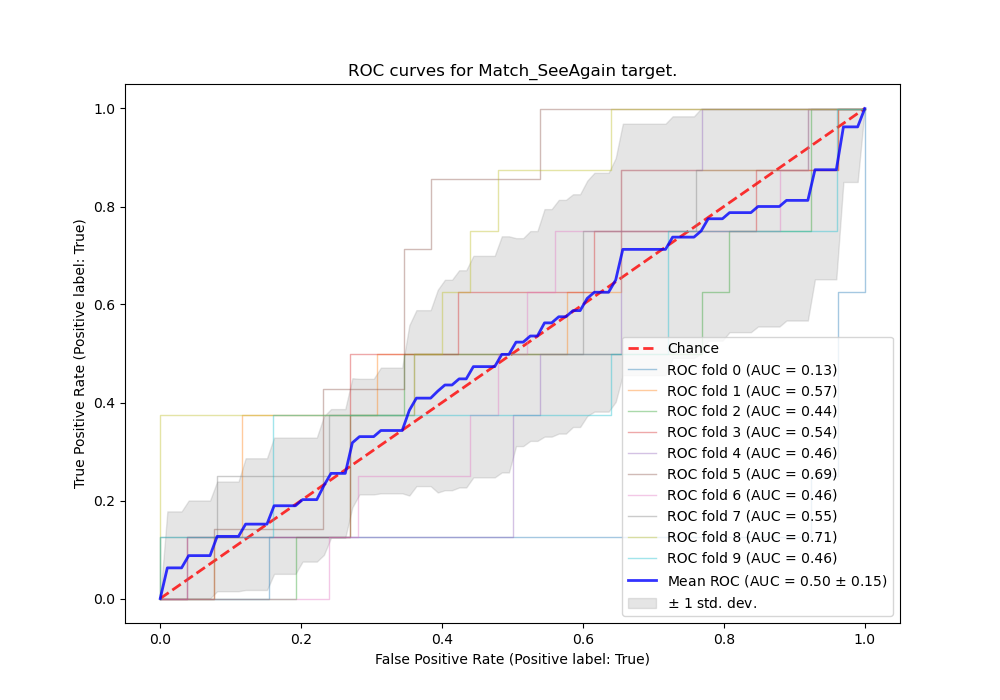 ROC curves for Match_SeeAgain target.
True Positive Rate (Positive label: True)
1.0
0.8
0.6
0.4
0.2
0.0
0.0 0.2 0.4 0.6 0.8 1.0
False Positive Rate (Positive label: True)
Chance
ROC fold 0 (AUC = 0.13)
ROC fold 1 (AUC = 0.57)
ROC fold 2 (AUC = 0.44)
ROC fold 3 (AUC = 0.54)
ROC fold 4 (AUC = 0.46)
ROC fold 5 (AUC = 0.69)
ROC fold 6 (AUC = 0.46)
ROC fold 7 (AUC = 0.55)
ROC fold 8 (AUC = 0.71)
ROC fold 9 (AUC = 0.46)
Mean ROC (AUC = 0.50 ± 0.15)
± 1 std. dev.